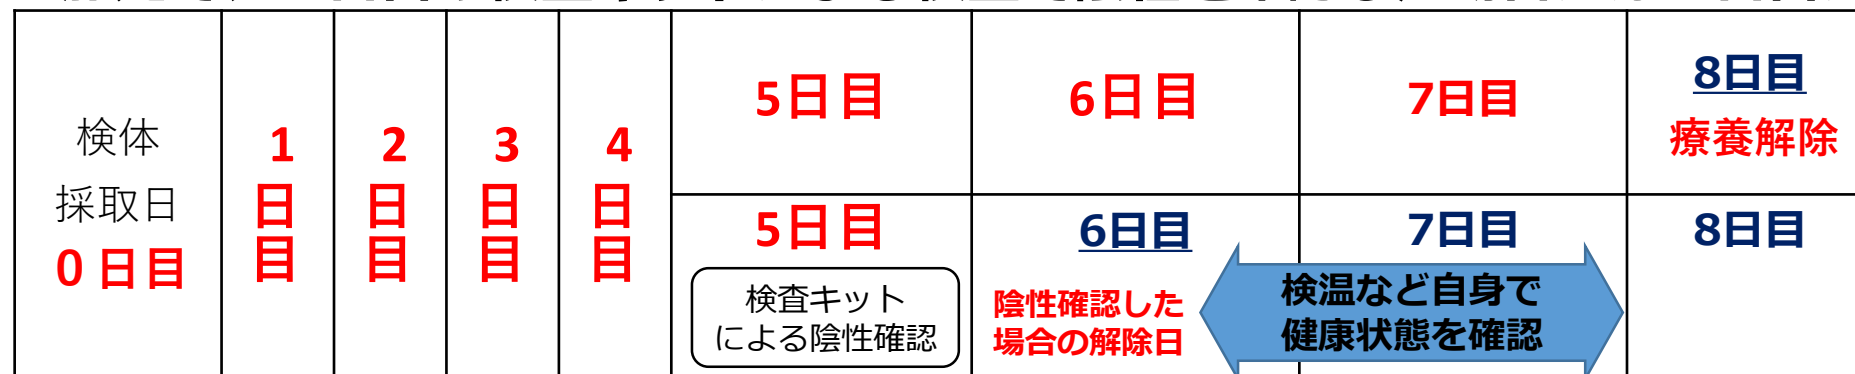 検体
採取日
０日目
1日目
2日目
3日目
4日目
5日目
6日目
7日目
8日目
療養解除
5日目
検査キット
による陰性確認
6日目
陰性確認した
場合の解除日
7日目
検温など自身で
健康状態を確認
8日目